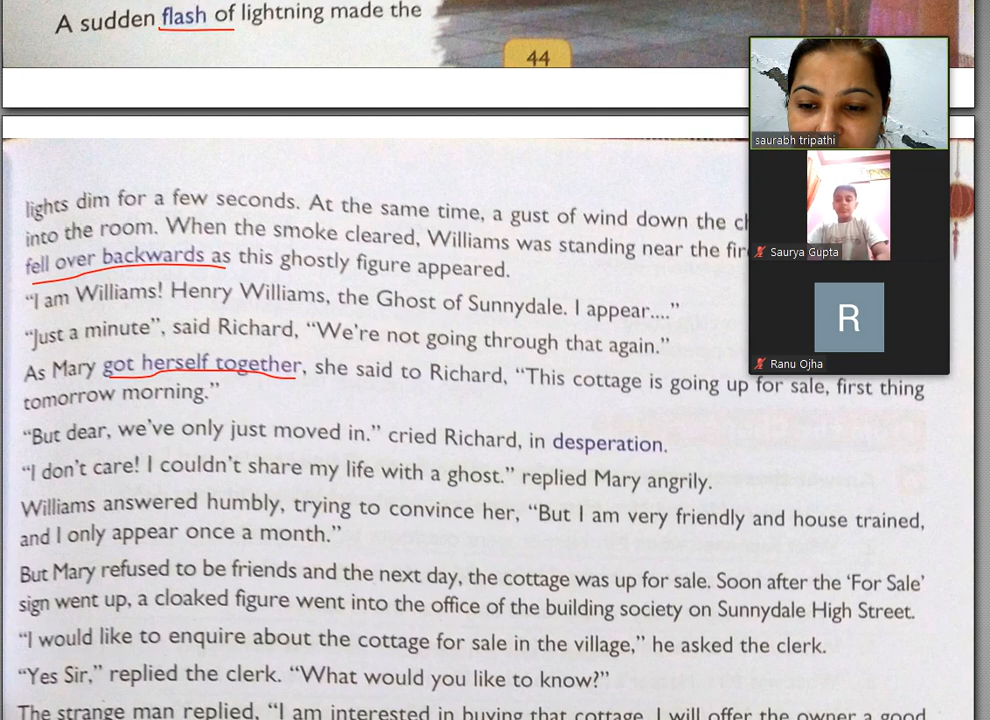 A sudden flash of lightning made the
44
lights dim for a few seconds. At the same time, a gust of wind down the
into the room. When the smoke cleared, Williams was standing near the
fell over backwards as this ghostly figure appeared.
“I am Williams! Henry Williams, the Ghost of Sunnydale. I appear....”
“Just a minute”, said Richard, “We’re not going through that again.”
As Mary got herself together, she said to Richard, “This cottage is going up for sale, first thing
tomorrow morning.”
“But dear, we’ve only just moved in.” cried Richard, in desperation.
“I don’t care! I couldn’t share my life with a ghost.” replied Mary angrily.
Williams answered humbly, trying to convince her, “But I am very friendly and house trained,
and I only appear once a month.”
But Mary refused to be friends and the next day, the cottage was up for sale. Soon after the ‘For Sale’
sign went up, a cloaked figure went into the office of the building society on Sunnydale High Street.
“I would like to enquire about the cottage for sale in the village,” he asked the clerk.
“Yes Sir,” replied the clerk. “What would you like to know?”
The strange man replied, “I am interested in buying that cottage. I will offer the owner a good
saurabh tripathi
Saurya Gupta
R
Ranu Ojha